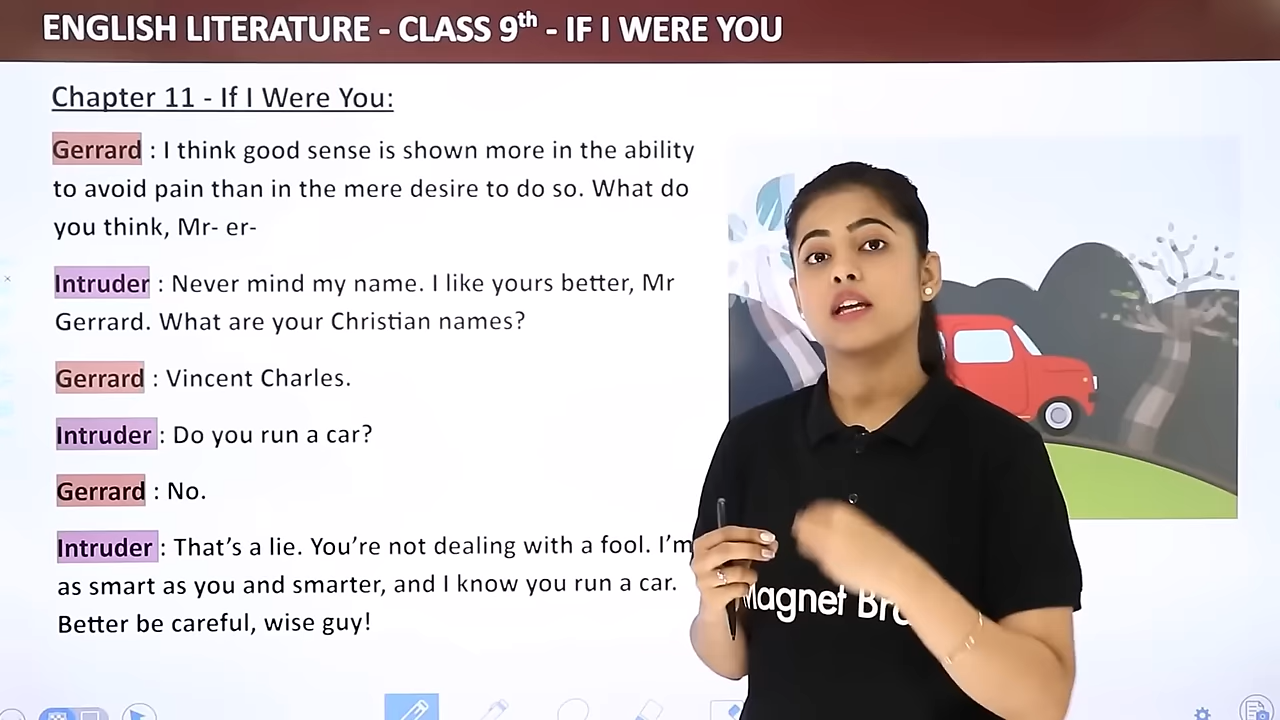 ENGLISH LITERATURE - CLASS 9th - IF I WERE YOU
Chapter 11 - If I Were You:
Gerrard : I think good sense is shown more in the ability
to avoid pain than in the mere desire to do so. What do
you think, Mr- er-
Intruder : Never mind my name. I like yours better, Mr
Gerrard. What are your Christian names?
Gerrard : Vincent Charles.
Intruder : Do you run a car?
Gerrard : No.
Intruder : That's a lie. You're not dealing with a fool. I'm
as smart as you and smarter, and I know you run a car.
Better be careful, wise guy!
Magnet Br